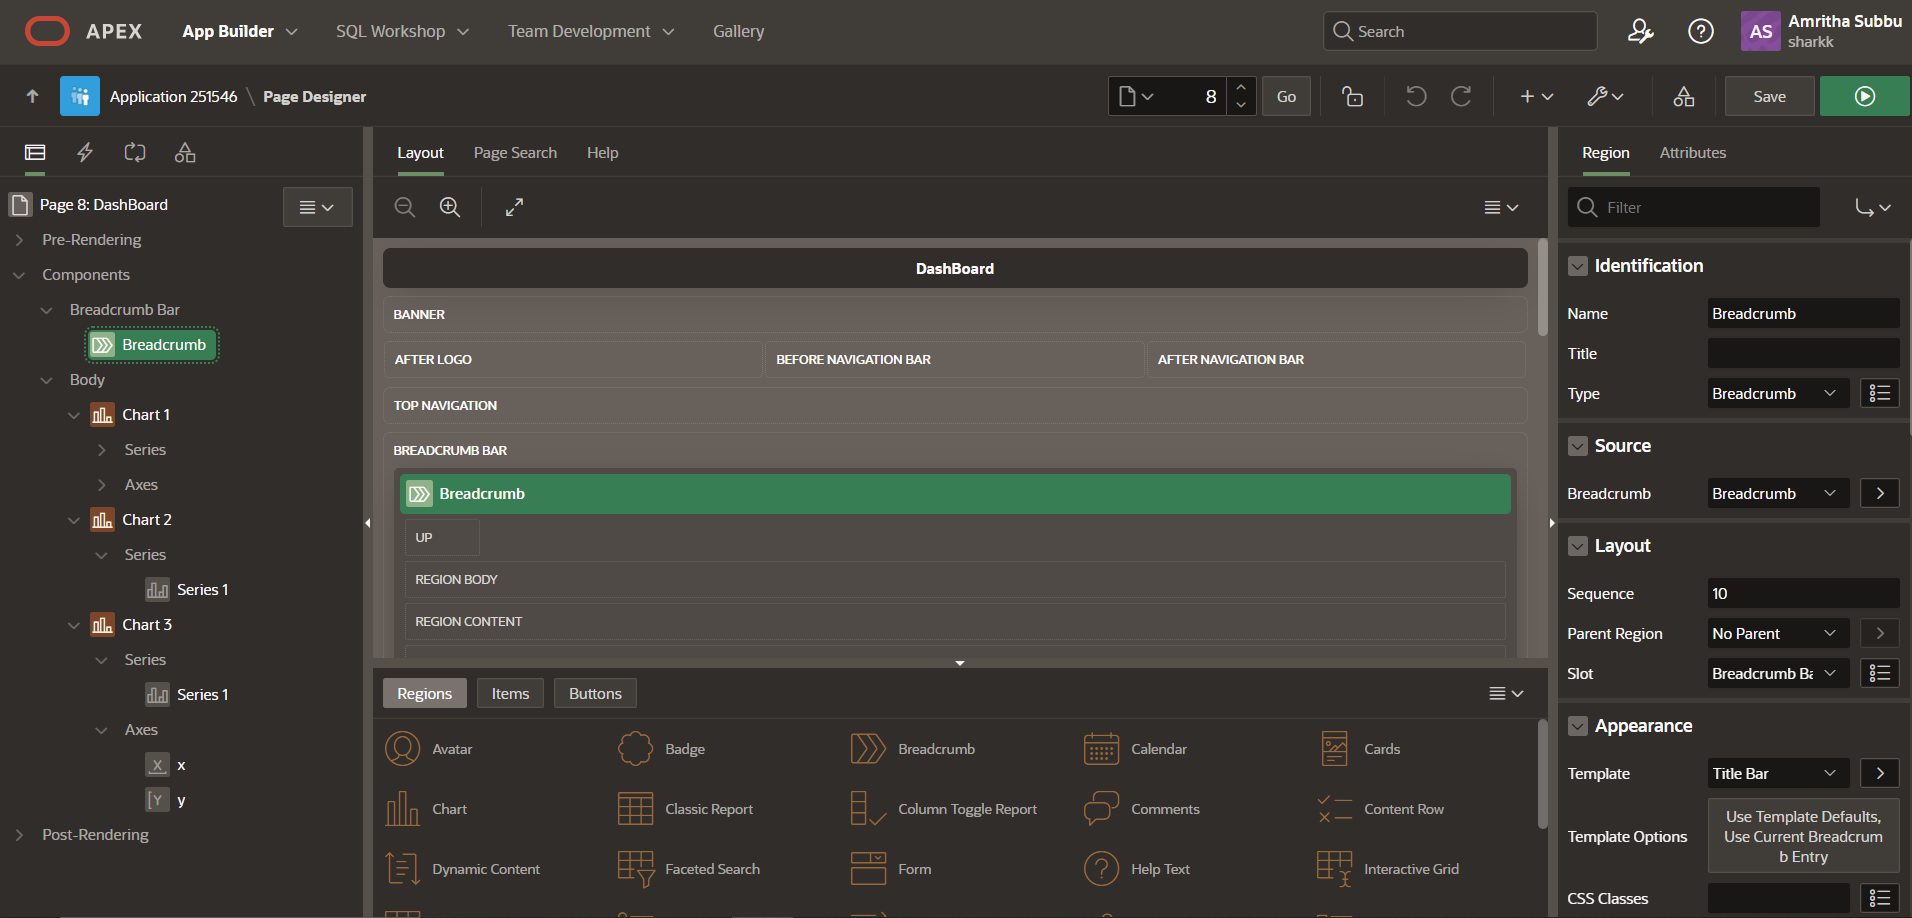 APEX App Builder SQL Workshop Team Development Gallery Search AS Amritha Subbu
sharkk
Application 251546 \ Page Designer 8 Go Save
Layout Page Search Help
Region Attributes
Page 8: DashBoard
Pre-Rendering
Components
Breadcrumb Bar
Breadcrumb
Body
Chart 1
Series
Axes
Chart 2
Series
Series 1
Chart 3
Series
Series 1
Axes
X x
Y y
Post-Rendering
DashBoard
BANNER
AFTER LOGO BEFORE NAVIGATION BAR AFTER NAVIGATION BAR
TOP NAVIGATION
BREADCRUMB BAR
Breadcrumb
UP
REGION BODY
REGION CONTENT
Regions Items Buttons
Avatar Badge Breadcrumb Calendar Cards
Chart Classic Report Column Toggle Report Comments Content Row
Dynamic Content Faceted Search Form Help Text Interactive Grid
Filter
Identification
Name Breadcrumb
Title
Type Breadcrumb
Source
Breadcrumb Breadcrumb
Layout
Sequence 10
Parent Region No Parent
Slot Breadcrumb Ba
Appearance
Template Title Bar
Template Options Use Template Defaults,
Use Current Breadcrum
b Entry
CSS Classes